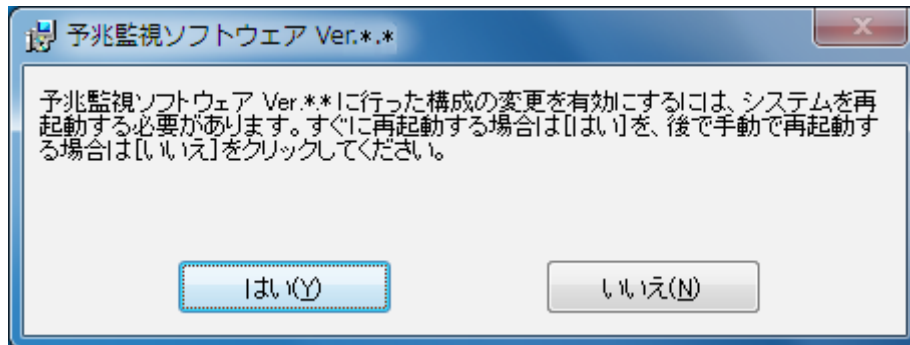 予兆監視ソフトウェア Ver.*.*
予兆監視ソフトウェア Ver.*.*に行った構成の変更を有効にするには、システムを再
起動する必要があります。すぐに再起動する場合は[はい]を、後で手動で再起動す
る場合は[いいえ]をクリックしてください。
はい(Y)
いいえ(N)